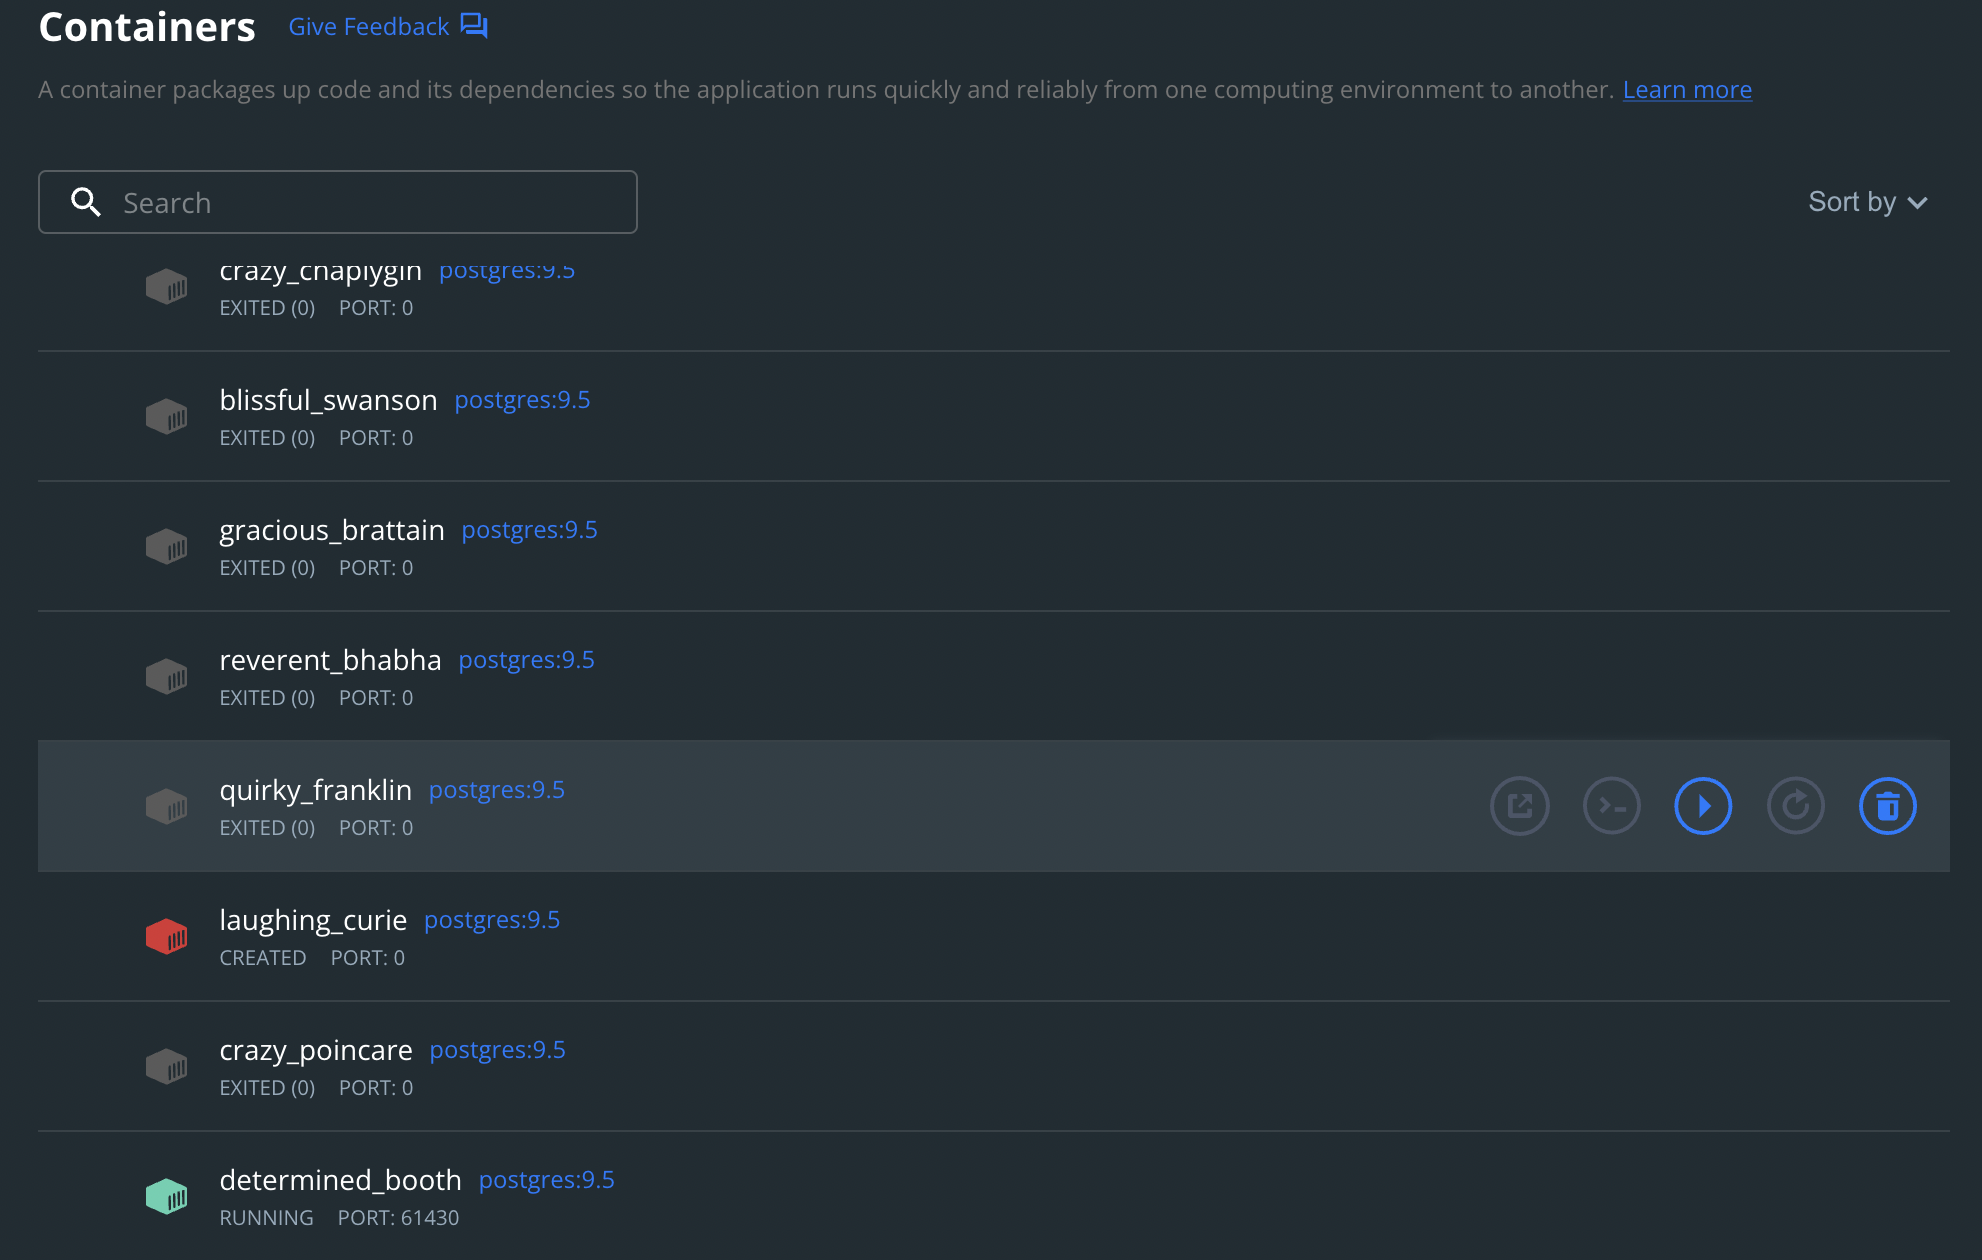 Containers Give Feedback
A container packages up code and its dependencies so the application runs quickly and reliably from one computing environment to another. Learn more
Search
Sort by
crazy_chaplygin postgres:9.5
EXITED (0) PORT: 0
blissful_swanson postgres:9.5
EXITED (0) PORT: 0
gracious_brattain postgres:9.5
EXITED (0) PORT: 0
reverent_bhabha postgres:9.5
EXITED (0) PORT: 0
quirky_franklin postgres:9.5
EXITED (0) PORT: 0
laughing_curie postgres:9.5
CREATED PORT: 0
crazy_poincare postgres:9.5
EXITED (0) PORT: 0
determined_booth postgres:9.5
RUNNING PORT: 61430